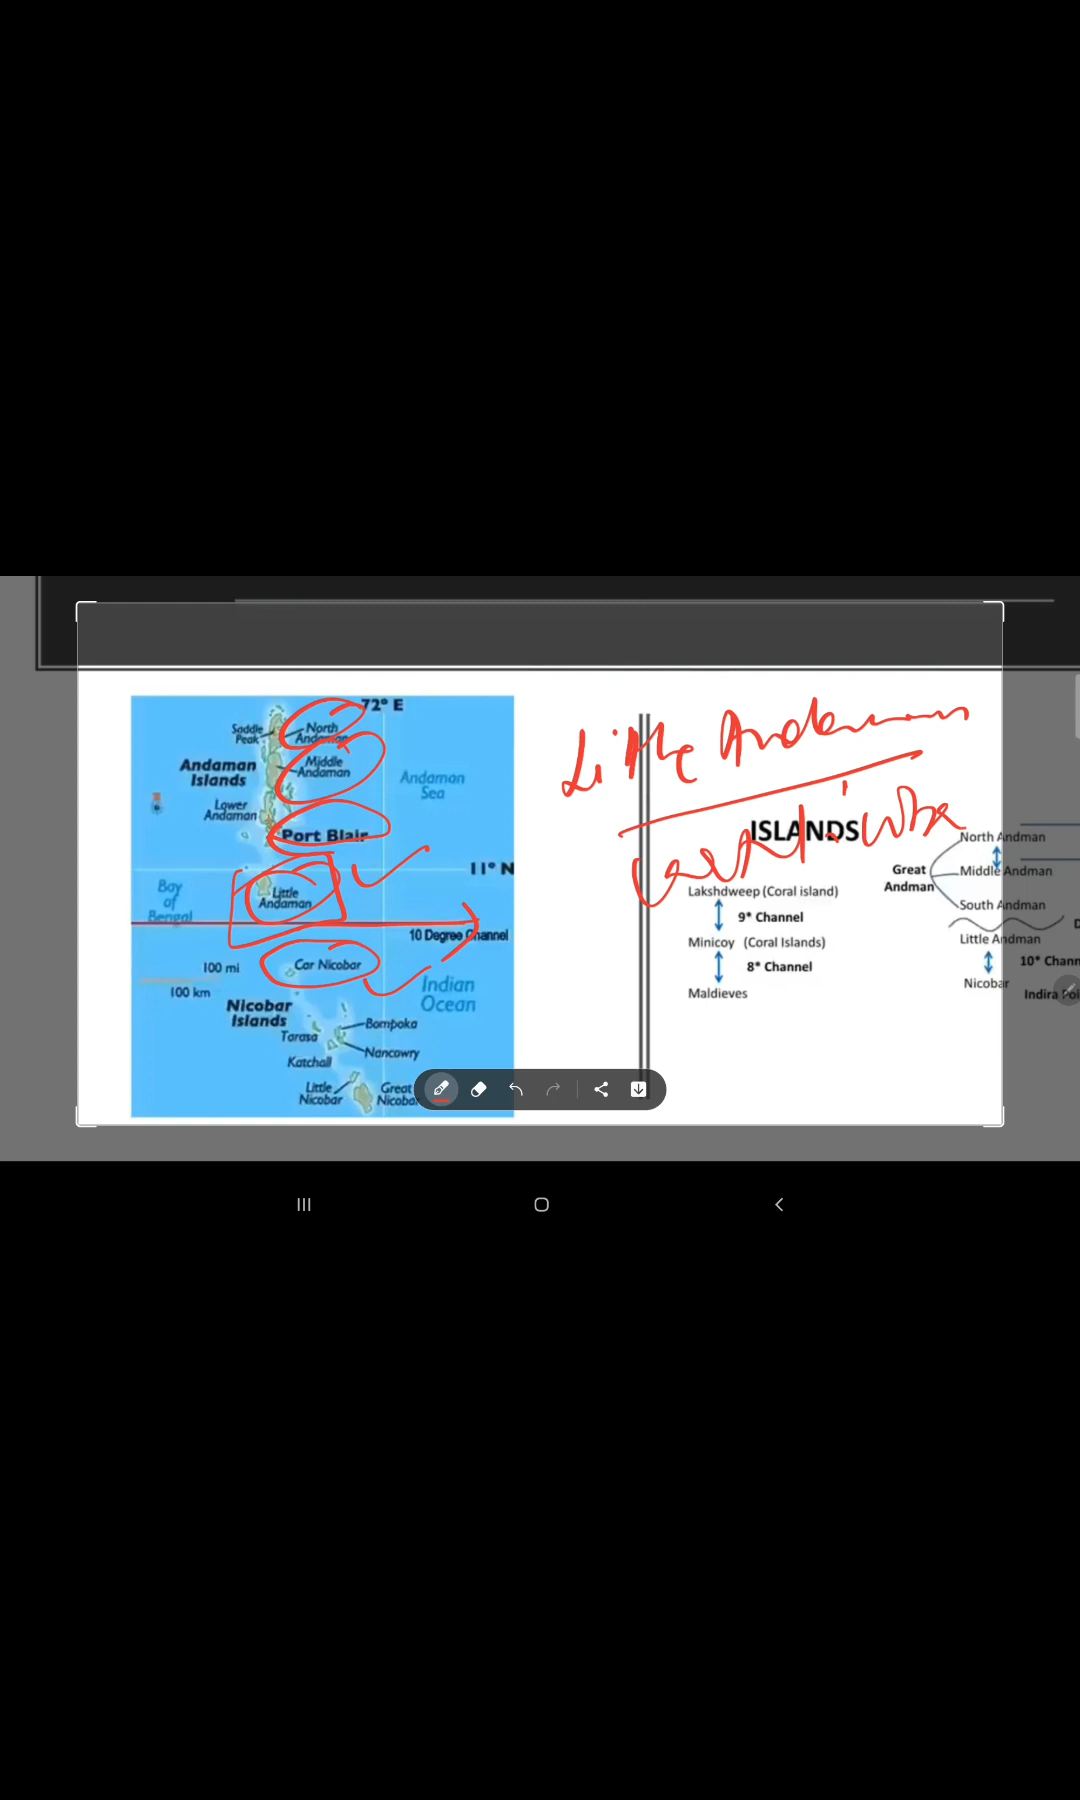 72° E
Saddle
Peak
North
Andaman
Middle
Andaman
Andaman
Islands
Andaman
Sea
Lower
Andaman
Port Blair
11° N
Bay
of
Bengal
Little
Andaman
10 Degree Channel
Car Nicobar
100 mi
100 km
Indian
Ocean
Nicobar
Islands
Bompoka
Tarasa
Nancowry
Katchall
Little
Nicobar
Great
Nicobar
Little Andaman
ISLANDS
Lakshdweep (Coral island)
9* Channel
Minicoy (Coral Islands)
8* Channel
Maldieves
North Andman
Great
Andman
Middle Andman
South Andman
Little Andman
10* Chann
Nicobar
Indira Poi